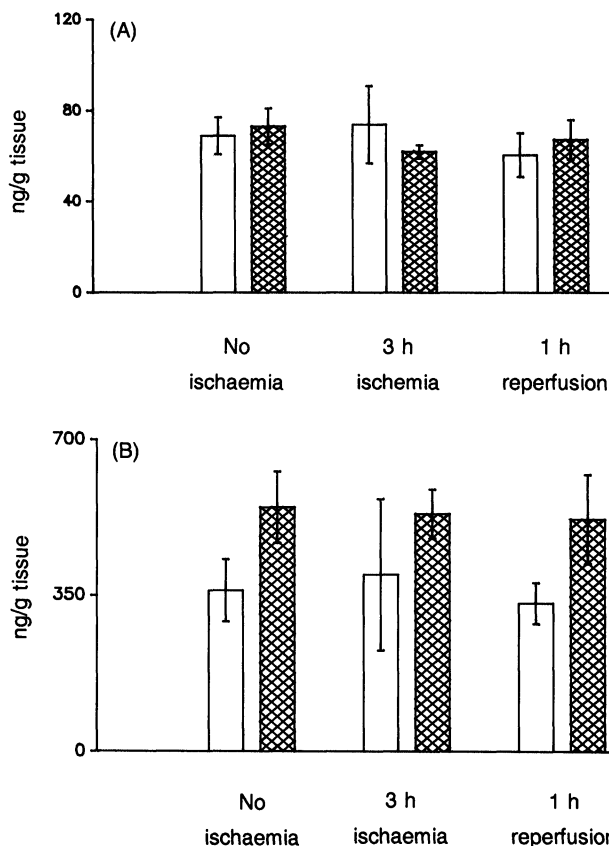 120
(A)
80
40
0
ng/g tissue
No
ischaemia
3 h
ischemia
1 h
reperfusion
700
(B)
350
0
ng/g tissue
No
ischaemia
3 h
ischaemia
1 h
reperfusion